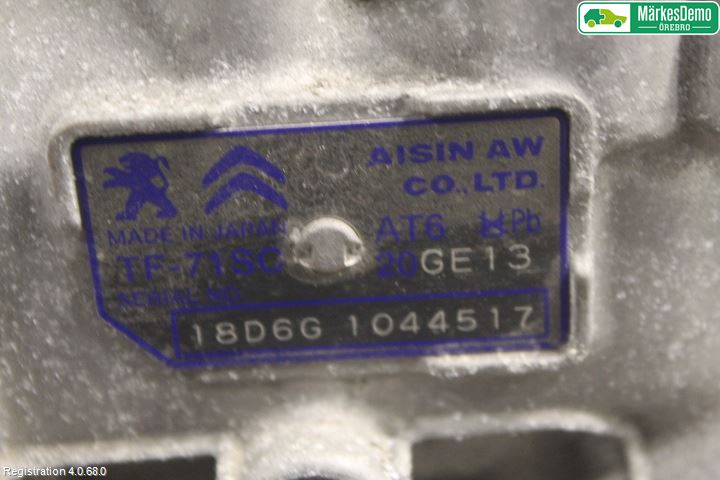 MärkesDemo
ÖREBRO
AISIN AW
CO.,LTD.
MADE IN JAPAN
AT6 Pb
TF-71SC
20GE13
SERIAL NO.
18D6G 1044517
Registration 4.0.68.0